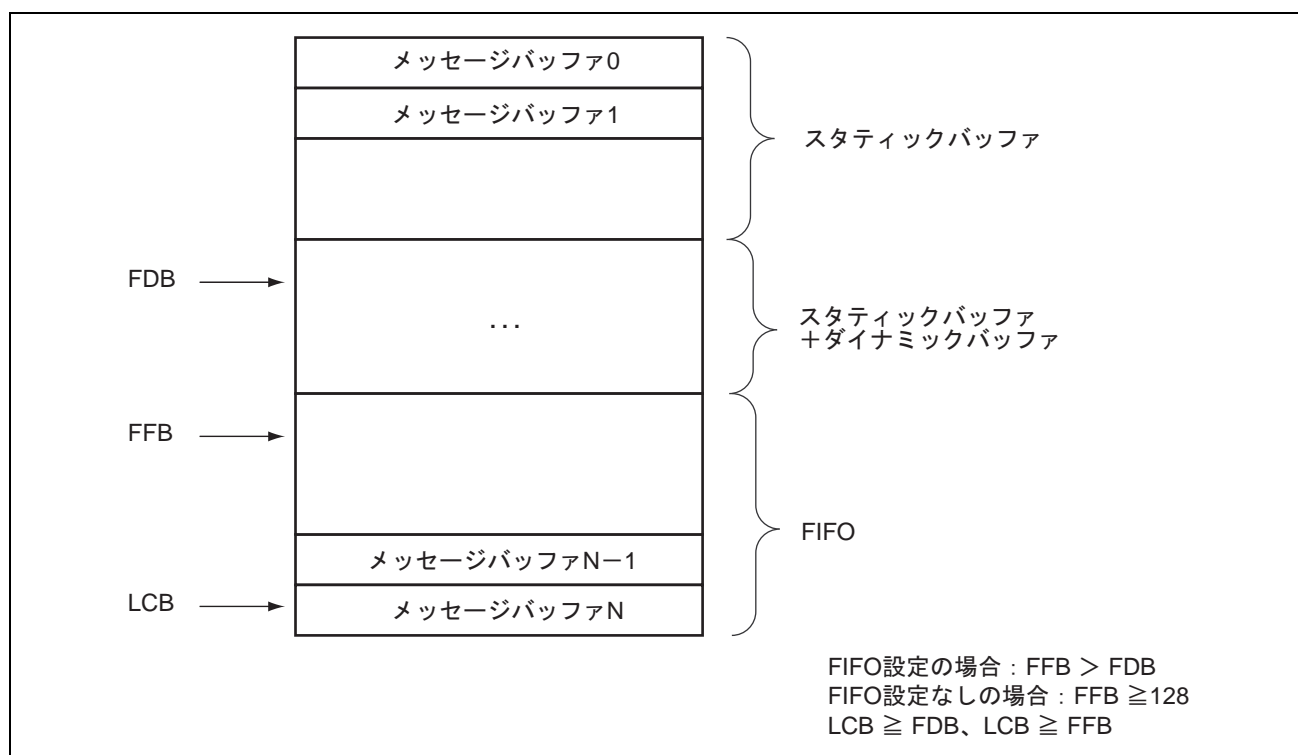 メッセージバッファ0
メッセージバッファ1
スタティックバッファ
FDB
...
スタティックバッファ
+ダイナミックバッファ
FFB
FIFO
メッセージバッファN-1
LCB
メッセージバッファN
FIFO設定の場合：FFB ＞ FDB
FIFO設定なしの場合：FFB ≧128
LCB ≧ FDB、LCB ≧ FFB